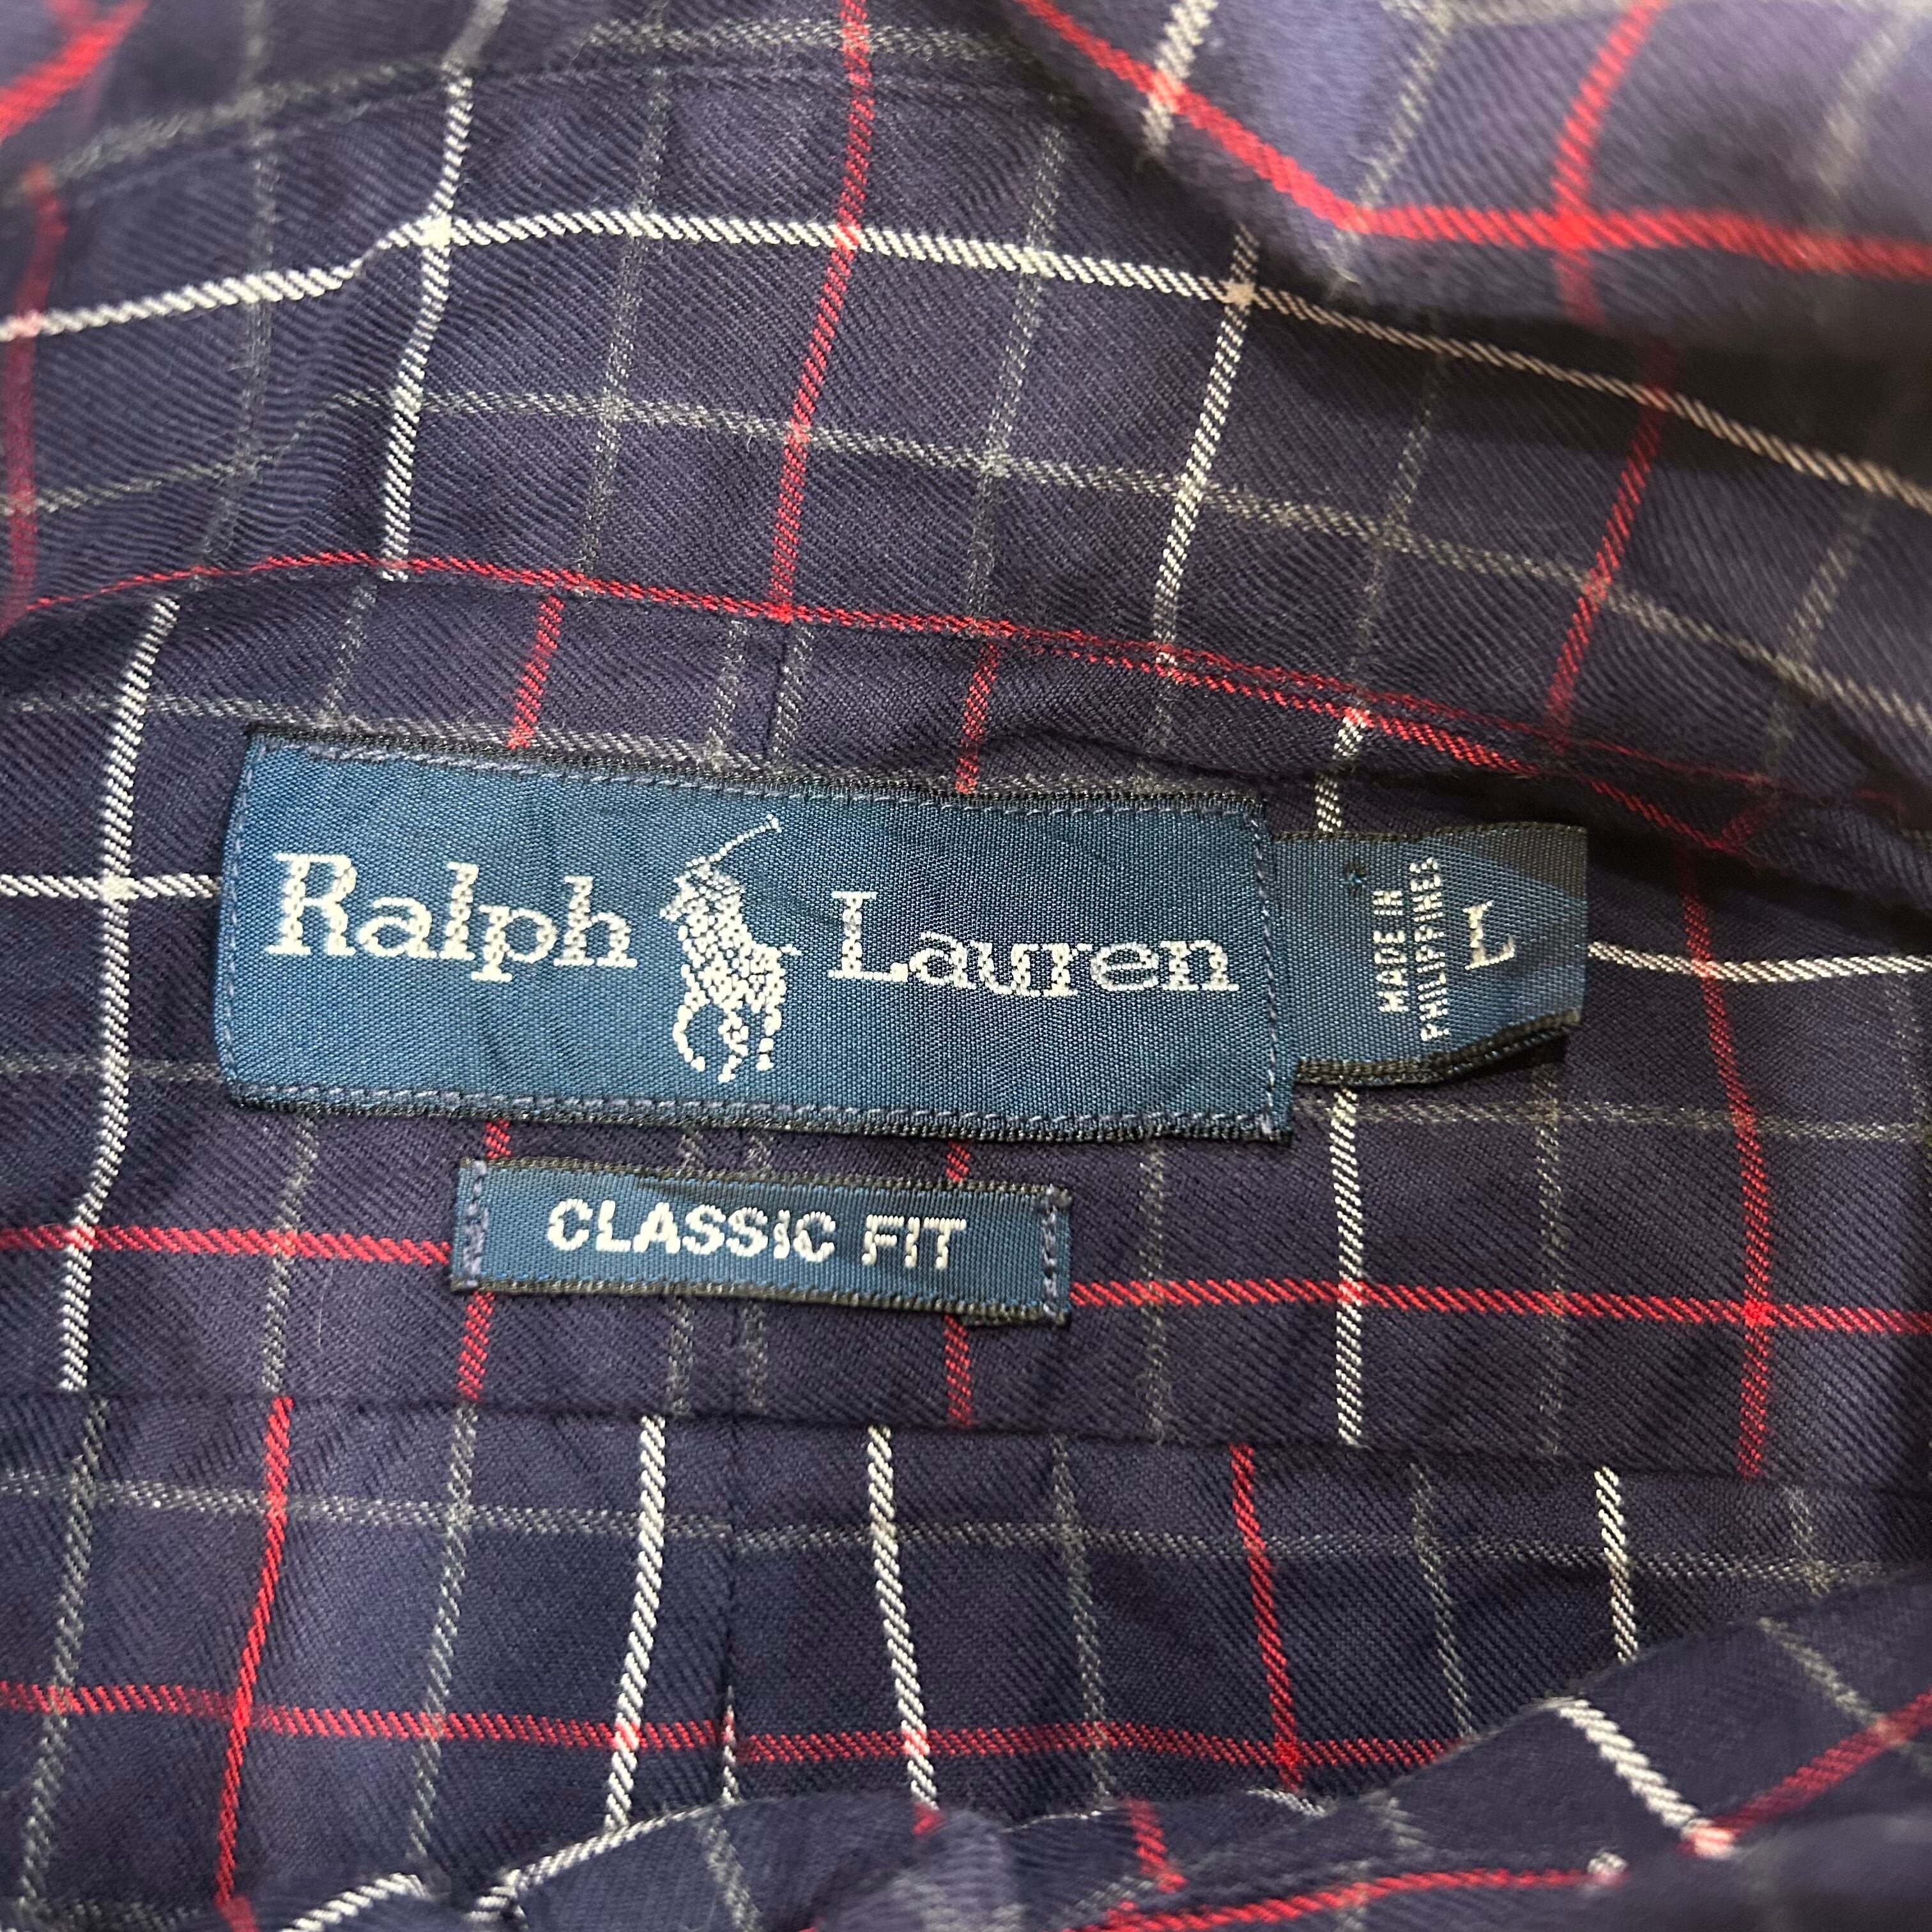 Ralph Lauren
MADE IN
PHILIPPINES
L
CLASSIC FIT